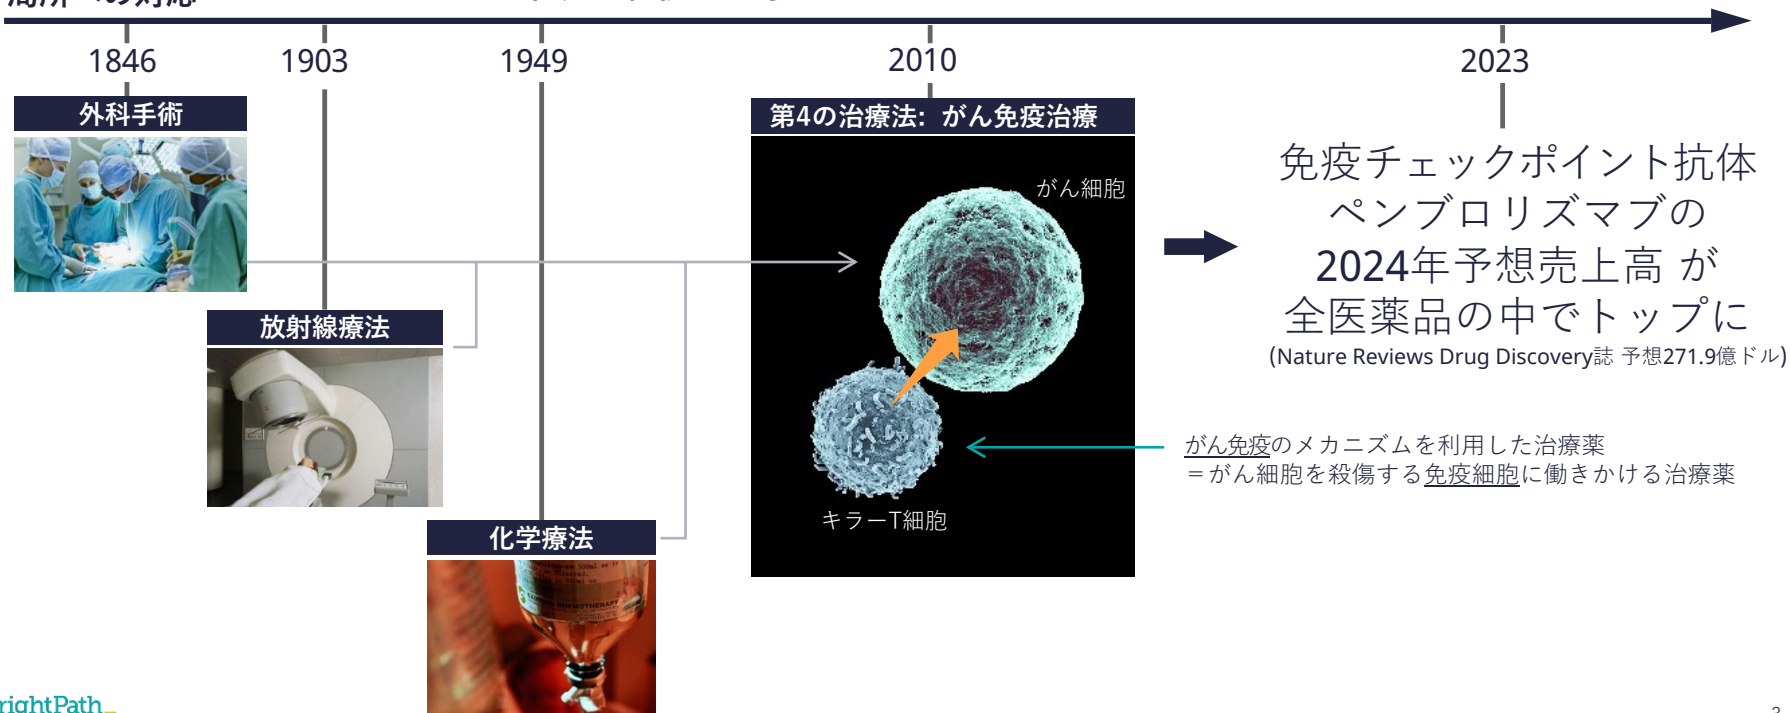 1846
1903
1949
2010
2023
外科手術
放射線療法
化学療法
第4の治療法: がん免疫治療
がん細胞
キラーT細胞
免疫チェックポイント抗体
ペンブロリズマブの
2024年予想売上高 が
全医薬品の中でトップに
(Nature Reviews Drug Discovery誌 予想271.9億ドル)
がん免疫のメカニズムを利用した治療薬
＝がん細胞を殺傷する免疫細胞に働きかける治療薬
rightPath_